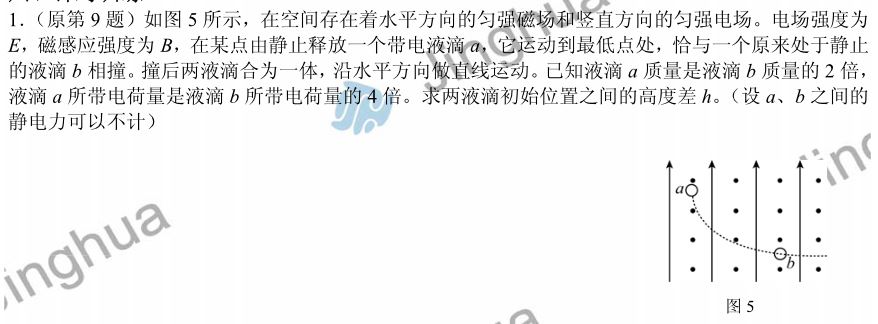 1.（原第 9 题）如图 5 所示，在空间存在着水平方向的匀强磁场和竖直方向的匀强电场。电场强度为
E，磁感应强度为 B，在某点由静止释放一个带电液滴 a，它运动到最低点处，恰与一个原来处于静止
的液滴 b 相撞。撞后两液滴合为一体，沿水平方向做直线运动。已知液滴 a 质量是液滴 b 质量的 2 倍，
液滴 a 所带电荷量是液滴 b 所带电荷量的 4 倍。求两液滴初始位置之间的高度差 h。（设 a、b 之间的
静电力可以不计）
a
b
图 5
Jinghua
inghua
inghua